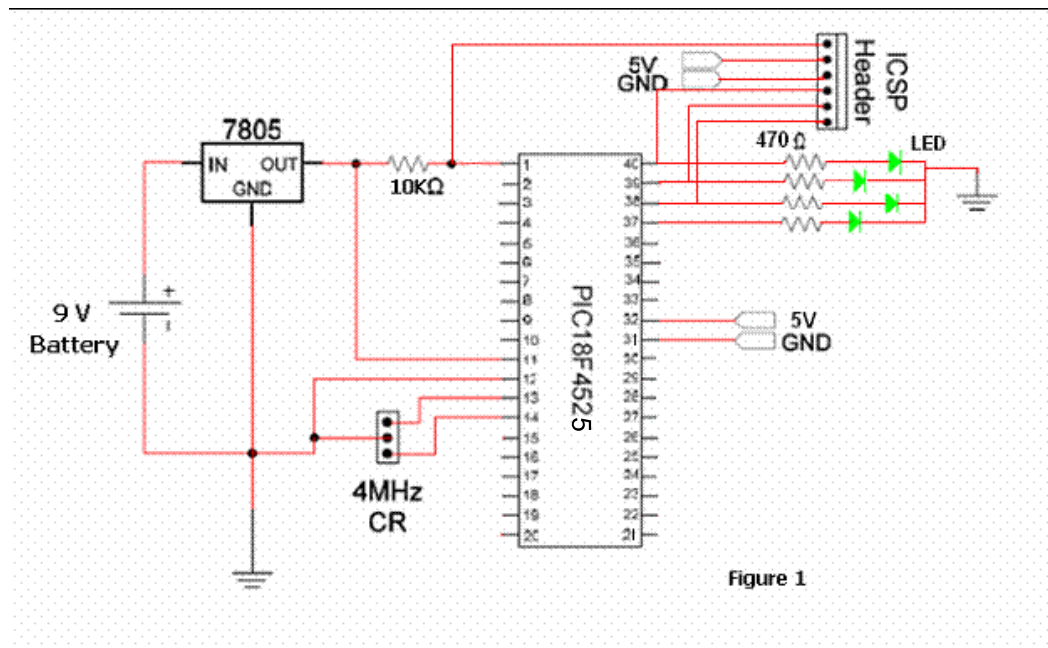 ICSP
Header
5V
GND
7805
IN OUT
GND
10KΩ
470 Ω
LED
1
2
3
4
5
6
7
8
9
10
11
12
13
14
15
16
17
18
19
20
40
39
38
37
36
35
34
33
32
31
30
29
28
27
26
25
24
23
22
21
PIC18F4525
5V
GND
+
-
9 V
Battery
4MHz
CR
Figure 1